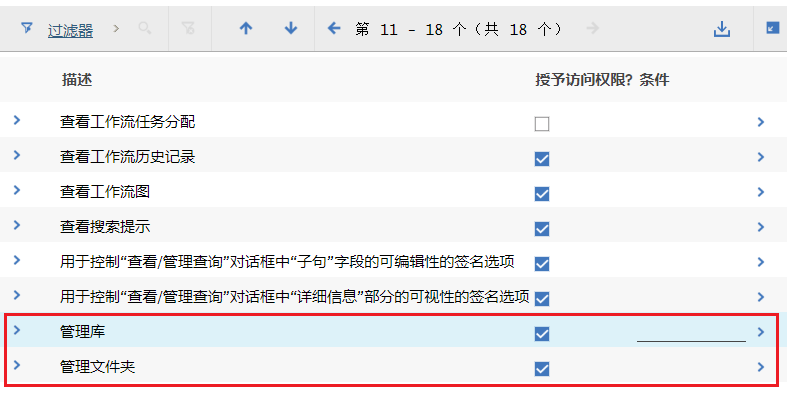 过滤器 第 11 - 18 个（共 18 个）
描述 授予访问权限? 条件
查看工作流任务分配
查看工作流历史记录
查看工作流图
查看搜索提示
用于控制“查看/管理查询”对话框中“子句”字段的可编辑性的签名选项
用于控制“查看/管理查询”对话框中“详细信息”部分的可视性的签名选项
管理库
管理文件夹